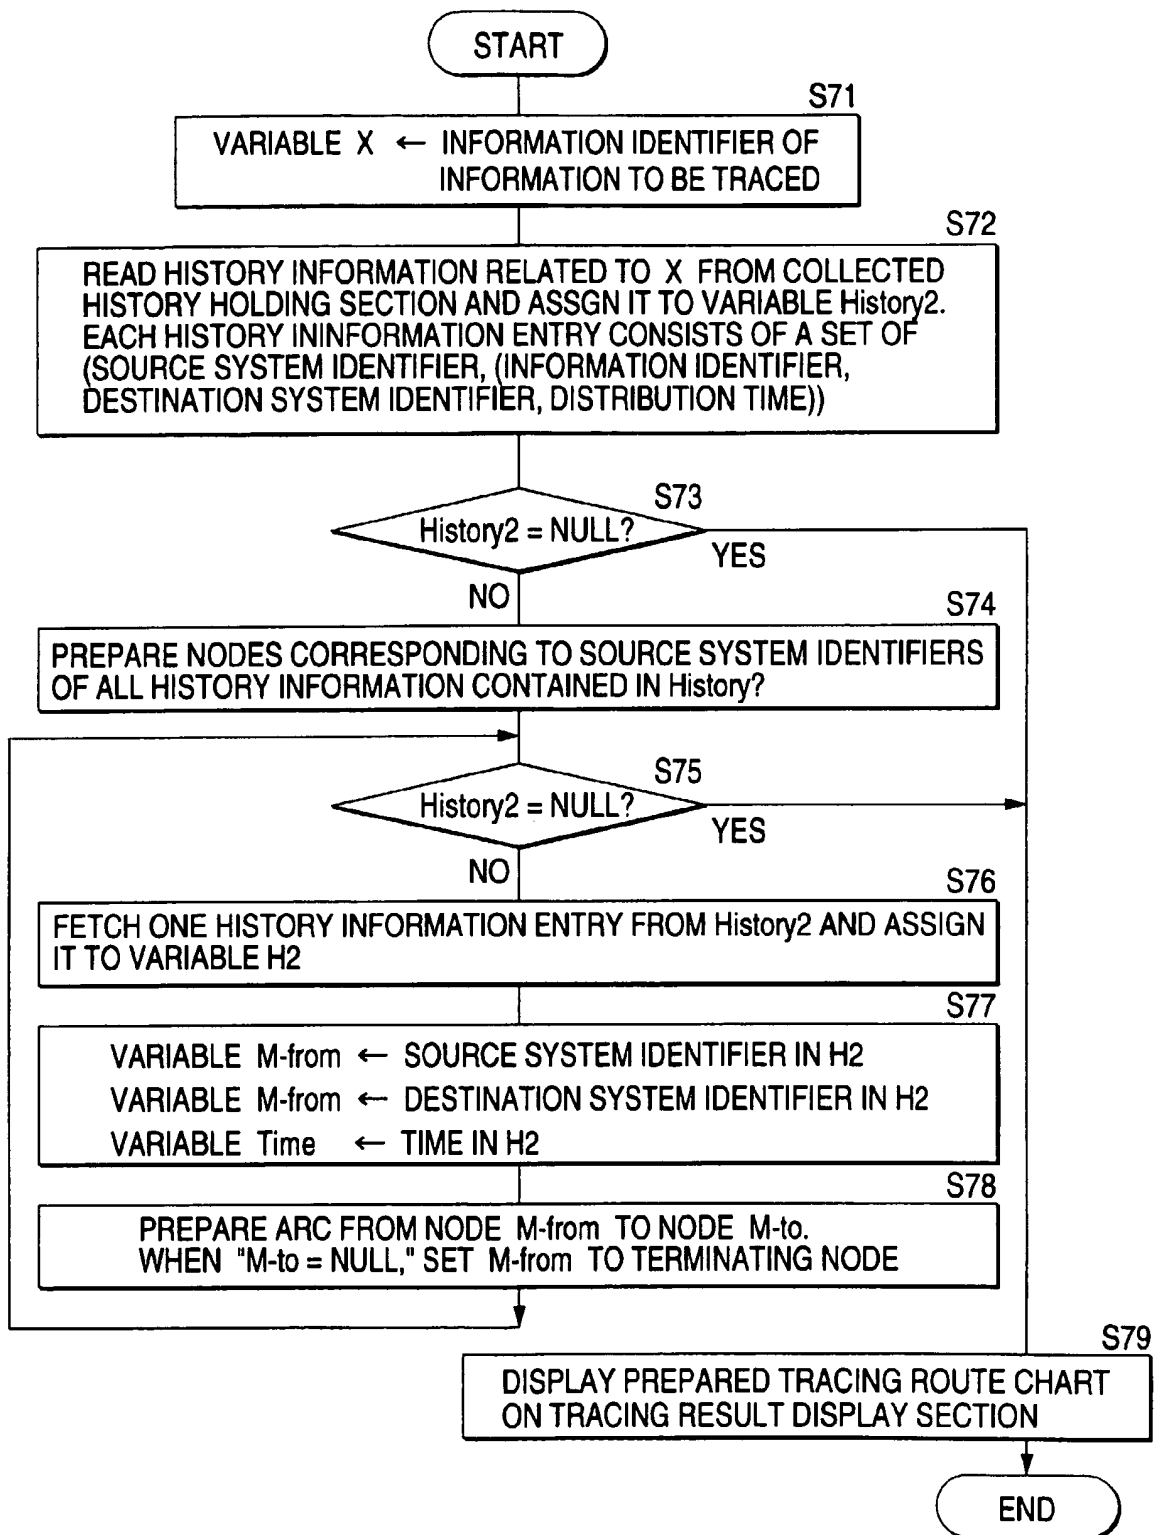 START
S71
VARIABLE X ← INFORMATION IDENTIFIER OF
INFORMATION TO BE TRACED
S72
READ HISTORY INFORMATION RELATED TO X FROM COLLECTED
HISTORY HOLDING SECTION AND ASSGN IT TO VARIABLE History2.
EACH HISTORY ININFORMATION ENTRY CONSISTS OF A SET OF
(SOURCE SYSTEM IDENTIFIER, (INFORMATION IDENTIFIER,
DESTINATION SYSTEM IDENTIFIER, DISTRIBUTION TIME))
S73
History2 = NULL?
YES
NO
S74
PREPARE NODES CORRESPONDING TO SOURCE SYSTEM IDENTIFIERS
OF ALL HISTORY INFORMATION CONTAINED IN History?
S75
History2 = NULL?
YES
NO
S76
FETCH ONE HISTORY INFORMATION ENTRY FROM History2 AND ASSIGN
IT TO VARIABLE H2
S77
VARIABLE M-from ← SOURCE SYSTEM IDENTIFIER IN H2
VARIABLE M-from ← DESTINATION SYSTEM IDENTIFIER IN H2
VARIABLE Time ← TIME IN H2
S78
PREPARE ARC FROM NODE M-from TO NODE M-to.
WHEN "M-to = NULL," SET M-from TO TERMINATING NODE
S79
DISPLAY PREPARED TRACING ROUTE CHART
ON TRACING RESULT DISPLAY SECTION
END